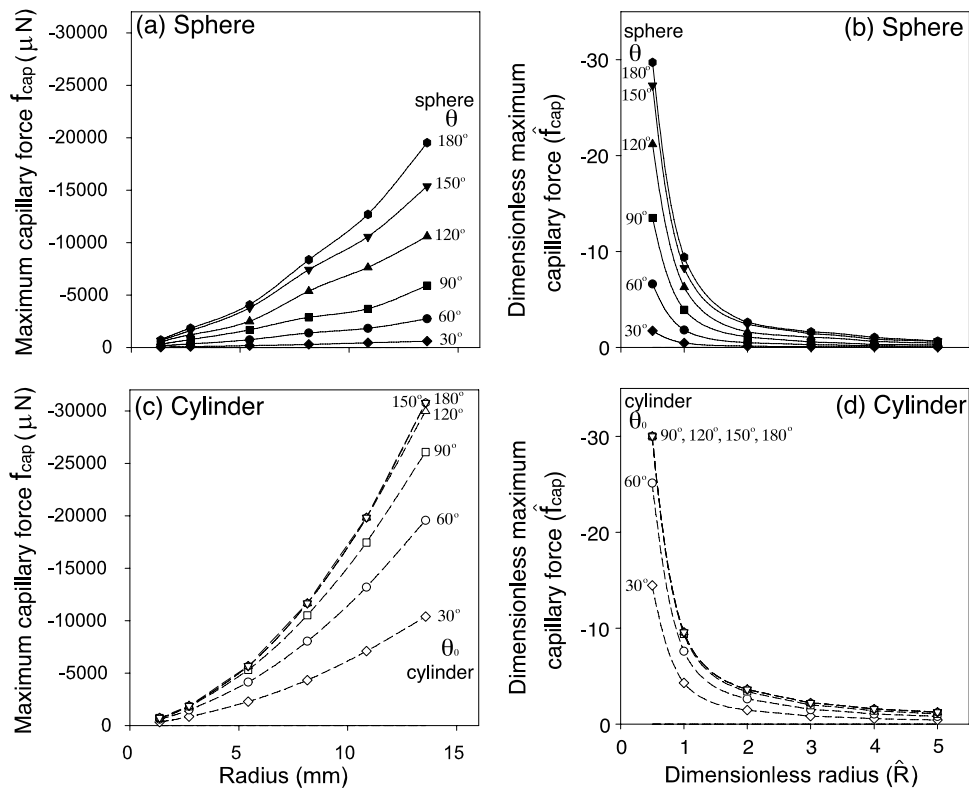 (a) Sphere
Maximum capillary force f_cap (μN)
-30000
-25000
-20000
-15000
-10000
-5000
0
sphere
θ
180°
150°
120°
90°
60°
30°
(b) Sphere
Dimensionless maximum
capillary force (f̂_cap)
-30
-20
-10
0
sphere
θ
180°
150°
120°
90°
60°
30°
(c) Cylinder
Maximum capillary force f_cap (μN)
-30000
-25000
-20000
-15000
-10000
-5000
0
150° 180°
120°
90°
60°
30°
θ₀
cylinder
0 5 10 15
Radius (mm)
(d) Cylinder
Dimensionless maximum
capillary force (f̂_cap)
-30
-20
-10
0
cylinder
θ₀
90°, 120°, 150°, 180°
60°
30°
0 1 2 3 4 5
Dimensionless radius (R̂)